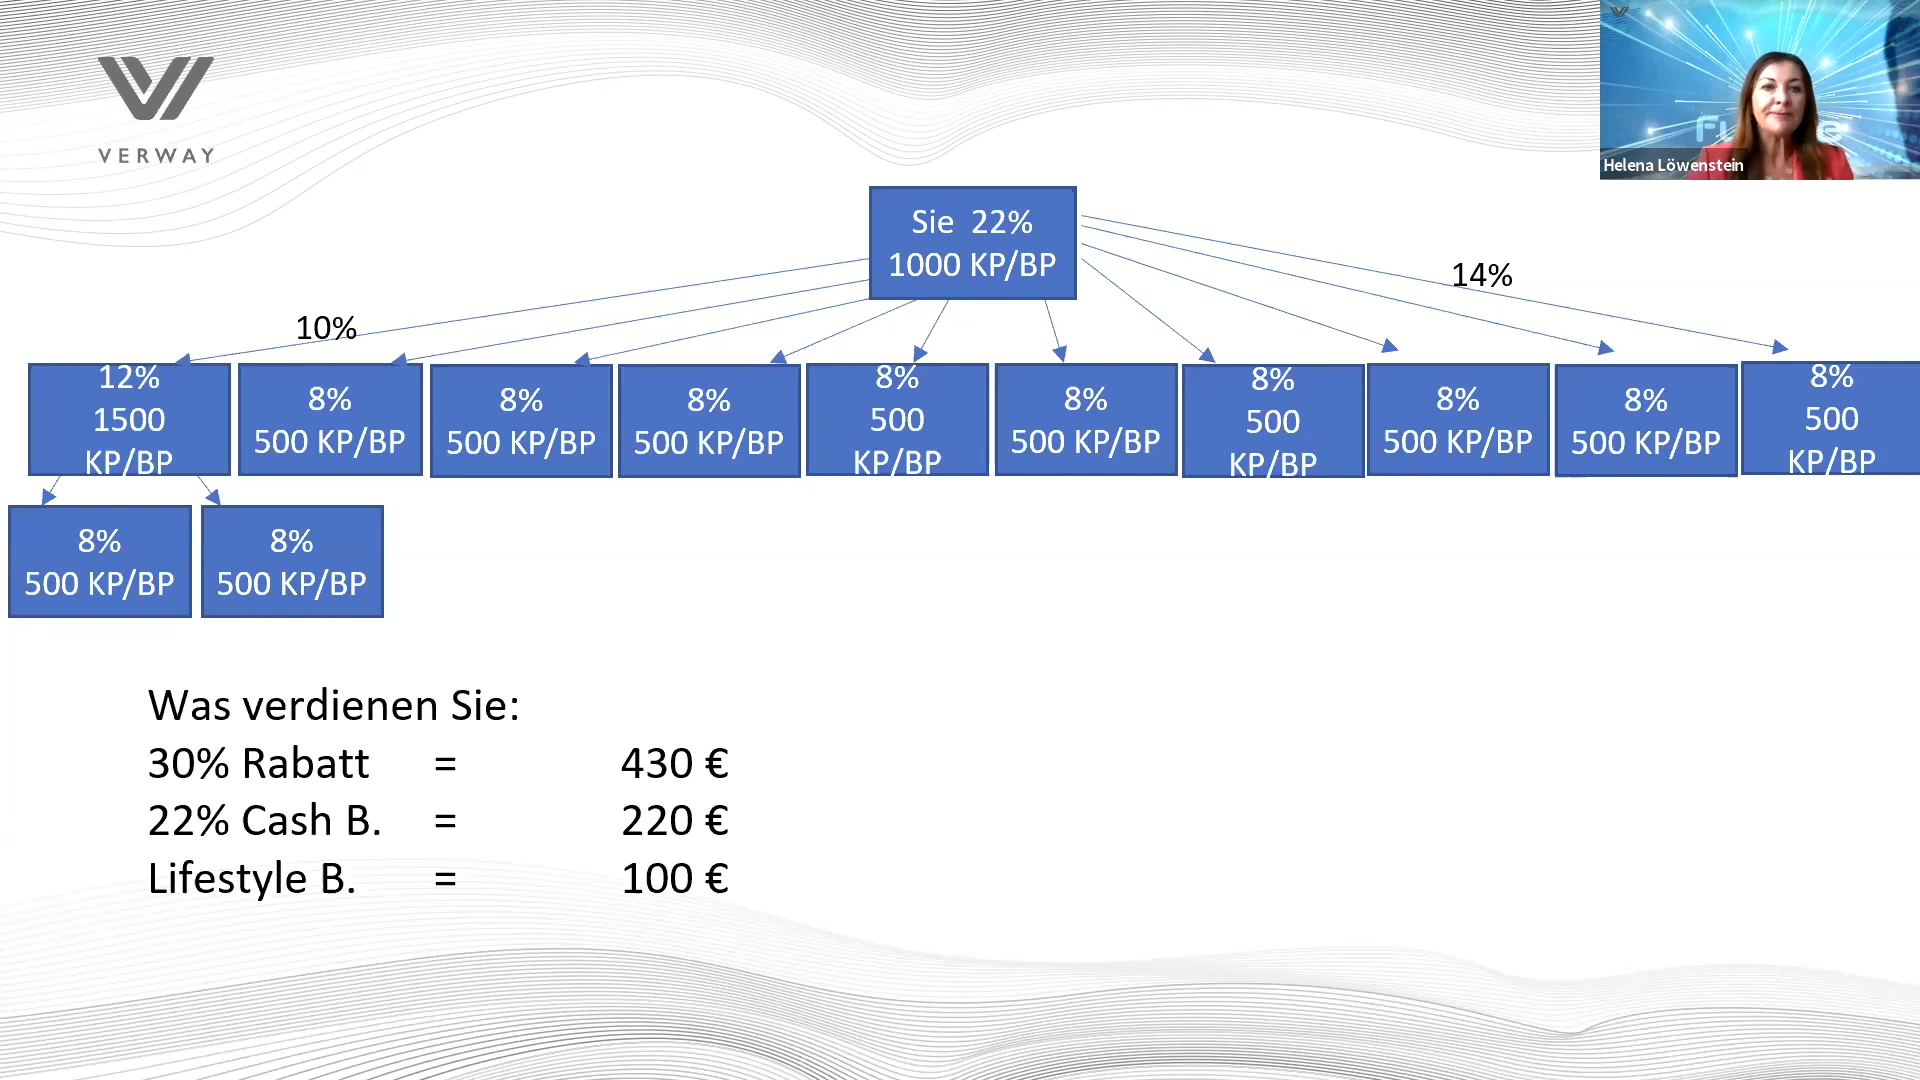 VERWAY
Helena Löwenstein
Sie 22%
1000 KP/BP
10%
14%
12%
1500
KP/BP
8%
500 KP/BP
8%
500 KP/BP
8%
500 KP/BP
8%
500
KP/BP
8%
500 KP/BP
8%
500
KP/BP
8%
500 KP/BP
8%
500 KP/BP
8%
500
KP/BP
8%
500 KP/BP
8%
500 KP/BP
Was verdienen Sie:
30% Rabatt = 430 €
22% Cash B. = 220 €
Lifestyle B. = 100 €